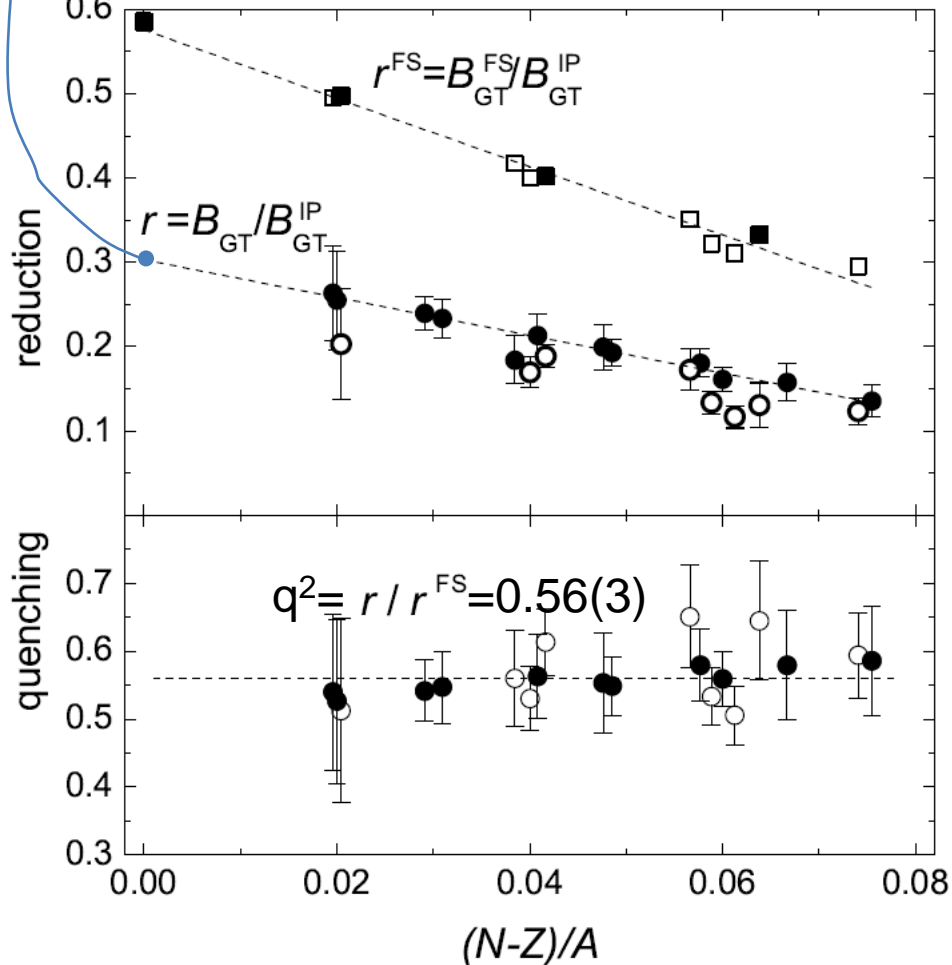 0.6
0.5
0.4
0.3
0.2
0.1
reduction
r^FS=B_GT^FS/B_GT^IP
r=B_GT/B_GT^IP
0.7
0.6
0.5
0.4
0.3
quenching
q²= r / r^FS=0.56(3)
0.00 0.02 0.04 0.06 0.08
(N-Z)/A